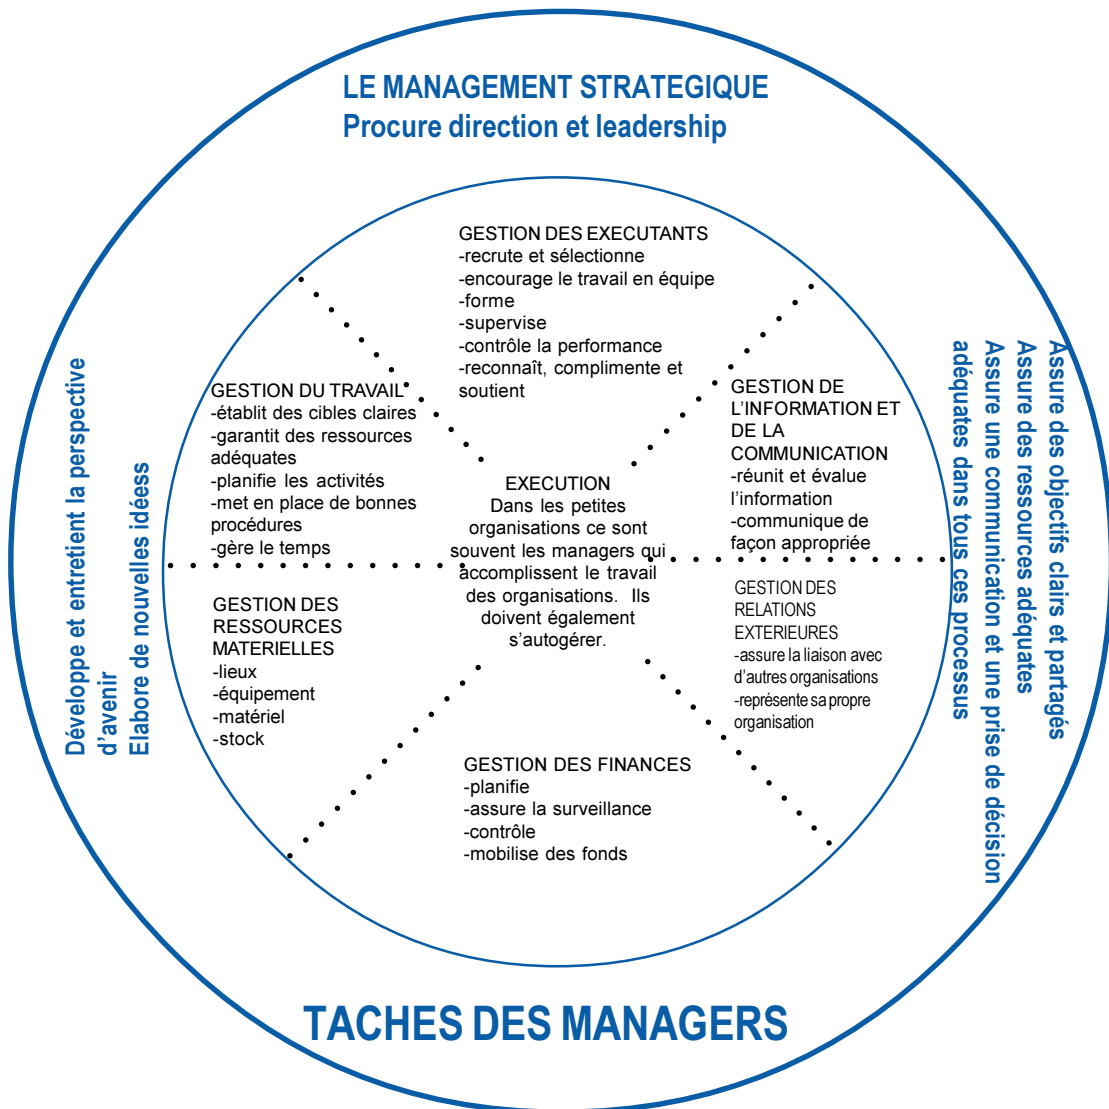 LE MANAGEMENT STRATEGIQUE
Procure direction et leadership
GESTION DES EXECUTANTS
-recrute et sélectionne
-encourage le travail en équipe
-forme
-supervise
-contrôle la performance
-reconnaît, complimente et
soutient
GESTION DU TRAVAIL
-établit des cibles claires
-garantit des ressources
adéquates
-planifie les activités
-met en place de bonnes
procédures
-gère le temps
GESTION DE
L'INFORMATION ET
DE LA
COMMUNICATION
-réunit et évalue
l'information
-communique de
façon appropriée
EXECUTION
Dans les petites
organisations ce sont
souvent les managers qui
accomplissent le travail
des organisations. Ils
doivent également
s'autogérer.
GESTION DES
RESSOURCES
MATERIELLES
-lieux
-équipement
-matériel
-stock
GESTION DES
RELATIONS
EXTERIEURES
-assure la liaison avec
d'autres organisations
-représente sa propre
organisation
GESTION DES FINANCES
-planifie
-assure la surveillance
-contrôle
-mobilise des fonds
Développe et entretient la perspective
d'avenir
Elabore de nouvelles idéess
Assure des objectifs clairs et partagés
Assure des ressources adéquates
Assure une communication et une prise de décision
adéquates dans tous ces processus
TACHES DES MANAGERS